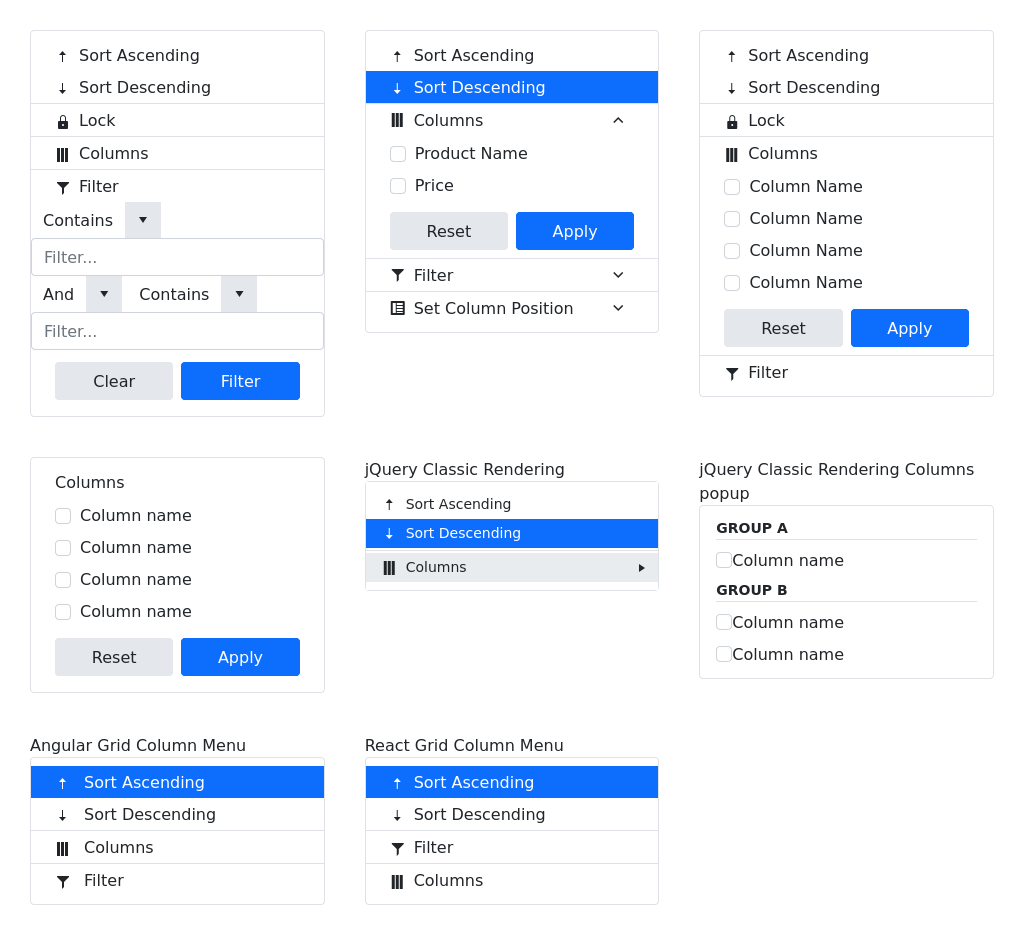 Sort Ascending
Sort Descending
Lock
Columns
Filter
Contains
Filter...
And Contains
Filter...
Clear Filter
Sort Ascending
Sort Descending
Columns
Product Name
Price
Reset Apply
Filter
Set Column Position
Sort Ascending
Sort Descending
Lock
Columns
Column Name
Column Name
Column Name
Column Name
Reset Apply
Filter
Columns
Column name
Column name
Column name
Column name
Reset Apply
jQuery Classic Rendering
Sort Ascending
Sort Descending
Columns
jQuery Classic Rendering Columns
popup
GROUP A
Column name
GROUP B
Column name
Column name
Angular Grid Column Menu
Sort Ascending
Sort Descending
Columns
Filter
React Grid Column Menu
Sort Ascending
Sort Descending
Filter
Columns